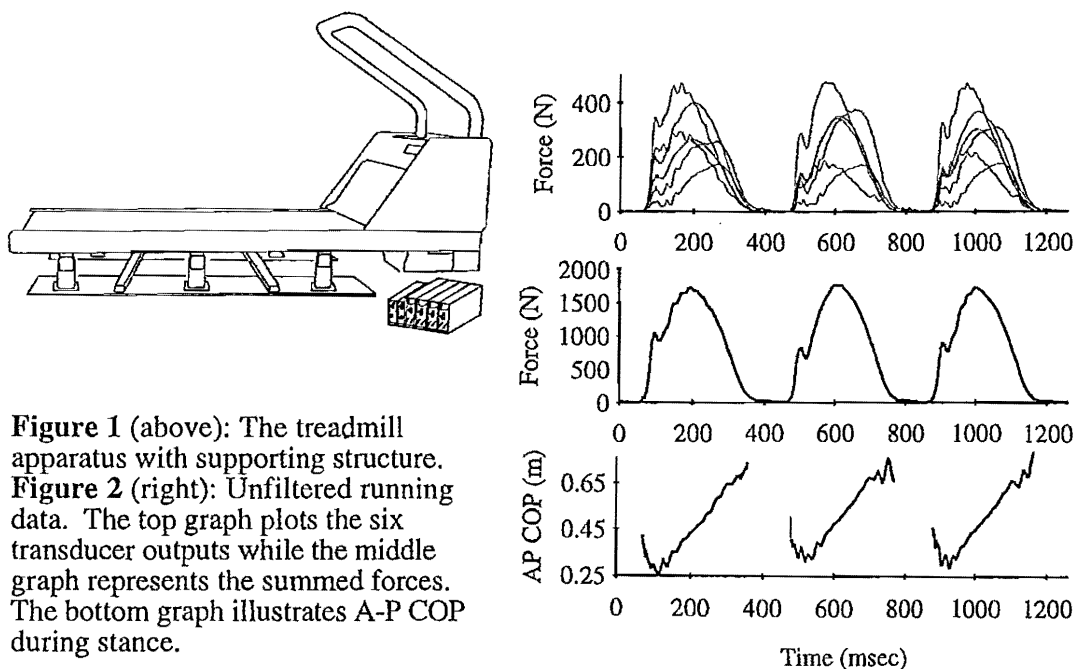 Force (N)
400
200
0
0 200 400 600 800 1000 1200
Force (N)
2000
1500
1000
500
0
0 200 400 600 800 1000 1200
AP COP (m)
0.65
0.45
0.25
0 200 400 600 800 1000 1200
Time (msec)
Figure 1 (above): The treadmill
apparatus with supporting structure.
Figure 2 (right): Unfiltered running
data. The top graph plots the six
transducer outputs while the middle
graph represents the summed forces.
The bottom graph illustrates A-P COP
during stance.